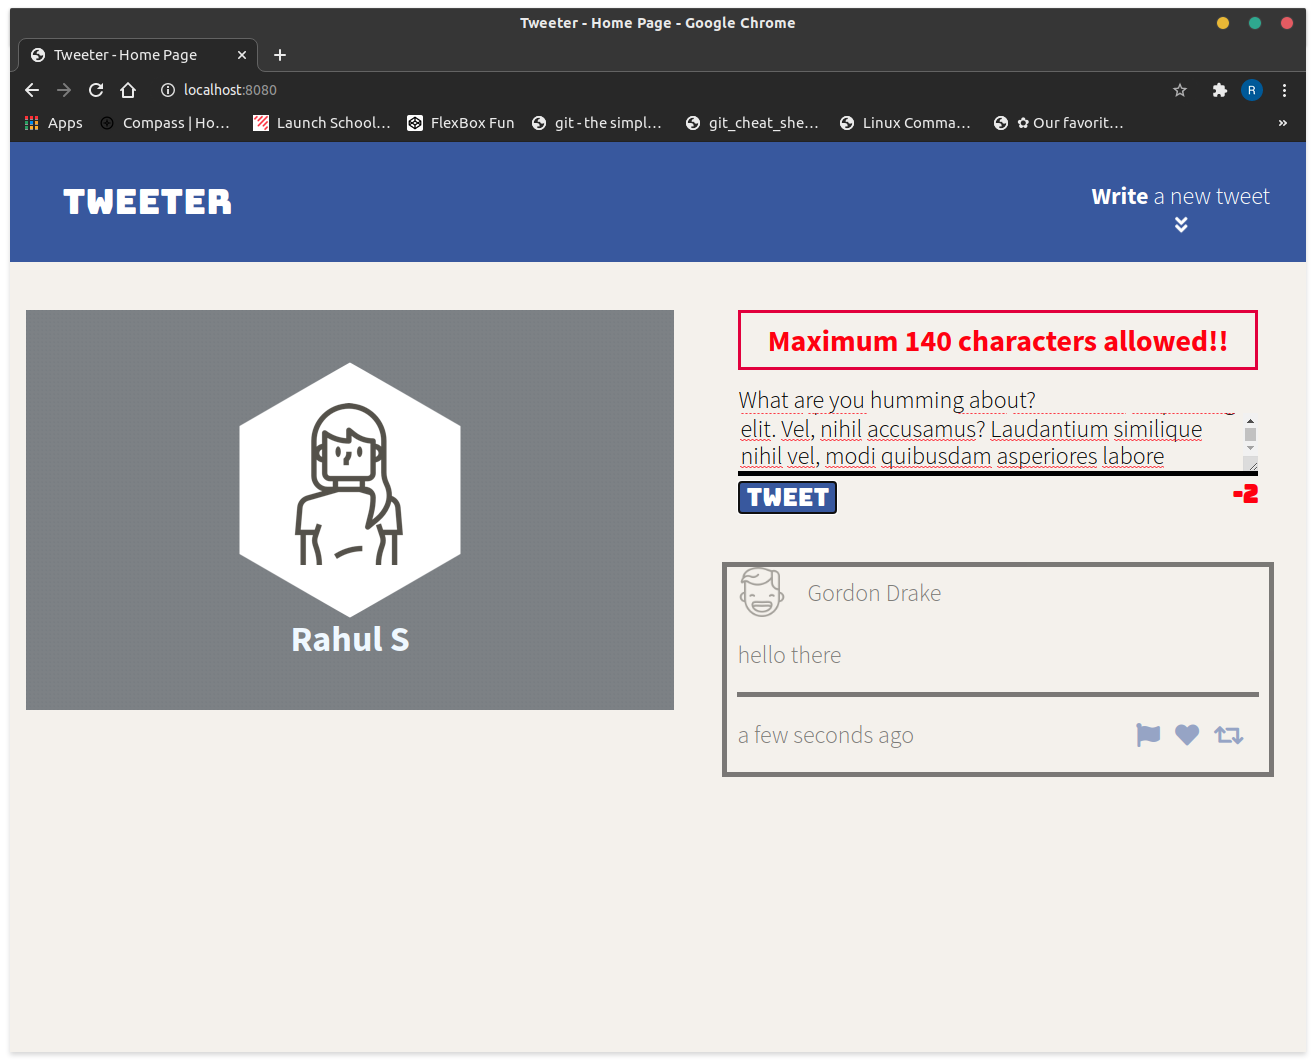 Tweeter - Home Page - Google Chrome
Tweeter - Home Page
localhost:8080
R
Apps
Compass | Ho...
Launch School...
FlexBox Fun
git - the simpl...
git_cheat_she...
Linux Comma...
✿ Our favorit...
»
TWEETER
Write a new tweet
Maximum 140 characters allowed!!
What are you humming about?
elit. Vel, nihil accusamus? Laudantium similique
nihil vel, modi quibusdam asperiores labore
TWEET
-2
Rahul S
Gordon Drake
hello there
a few seconds ago